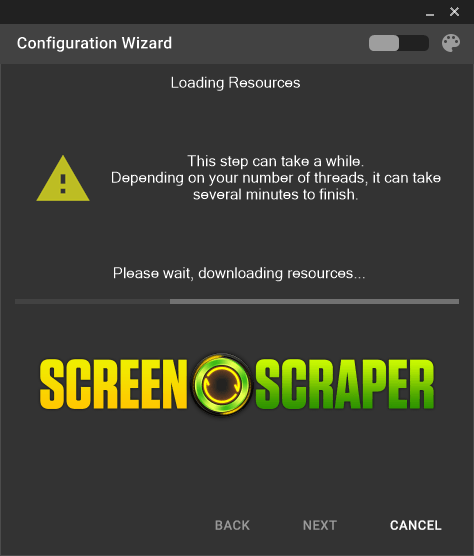 Configuration Wizard
Loading Resources
This step can take a while.
Depending on your number of threads, it can take
several minutes to finish.
Please wait, downloading resources...
SCREEN SCRAPER
BACK NEXT CANCEL